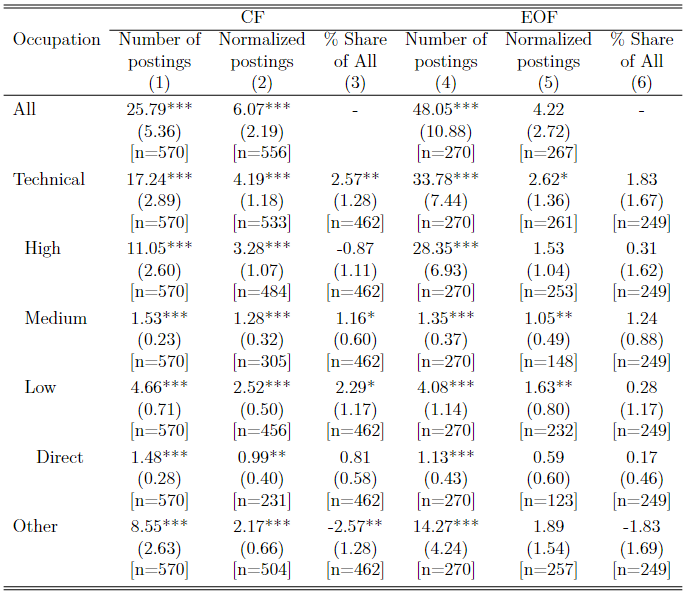 CF EOF
Occupation Number of Normalized % Share Number of Normalized % Share
postings postings of All postings postings of All
(1) (2) (3) (4) (5) (6)
All 25.79*** 6.07*** - 48.05*** 4.22 -
(5.36) (2.19) (10.88) (2.72)
[n=570] [n=556] [n=270] [n=267]
Technical 17.24*** 4.19*** 2.57** 33.78*** 2.62* 1.83
(2.89) (1.18) (1.28) (7.44) (1.36) (1.67)
[n=570] [n=533] [n=462] [n=270] [n=261] [n=249]
High 11.05*** 3.28*** -0.87 28.35*** 1.53 0.31
(2.60) (1.07) (1.11) (6.93) (1.04) (1.62)
[n=570] [n=484] [n=462] [n=270] [n=253] [n=249]
Medium 1.53*** 1.28*** 1.16* 1.35*** 1.05** 1.24
(0.23) (0.32) (0.60) (0.37) (0.49) (0.88)
[n=570] [n=305] [n=462] [n=270] [n=148] [n=249]
Low 4.66*** 2.52*** 2.29* 4.08*** 1.63** 0.28
(0.71) (0.50) (1.17) (1.14) (0.80) (1.17)
[n=570] [n=456] [n=462] [n=270] [n=232] [n=249]
Direct 1.48*** 0.99** 0.81 1.13*** 0.59 0.17
(0.28) (0.40) (0.58) (0.43) (0.60) (0.46)
[n=570] [n=231] [n=462] [n=270] [n=123] [n=249]
Other 8.55*** 2.17*** -2.57** 14.27*** 1.89 -1.83
(2.63) (0.66) (1.28) (4.24) (1.54) (1.69)
[n=570] [n=504] [n=462] [n=270] [n=257] [n=249]